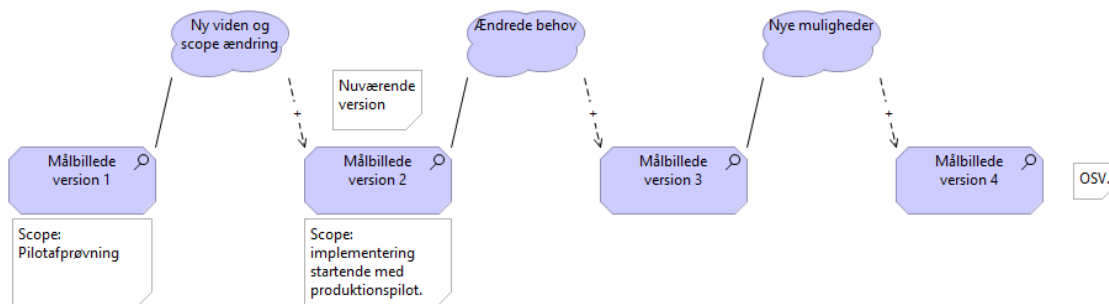 Ny viden og
scope ændring
Ændrede behov
Nye muligheder
Nuværende
version
Målbillede
version 1
Målbillede
version 2
Målbillede
version 3
Målbillede
version 4
OSV.
Scope:
Pilotafprøvning
Scope:
implementering
startende med
produktionspilot.
+
+
+